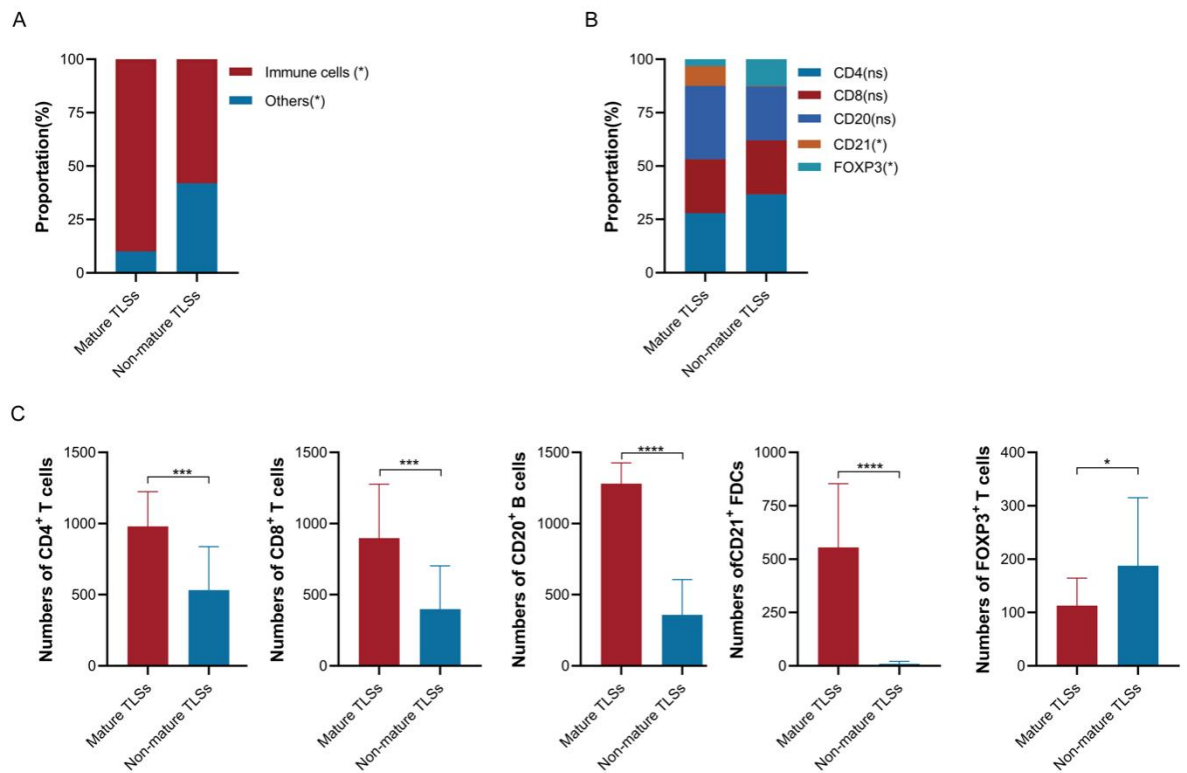 A
Proportation(%)
100
75
50
25
0
Mature TLSs
Non-mature TLSs
Immune cells (*)
Others(*)
B
Proportation(%)
100
75
50
25
0
Mature TLSs
Non-mature TLSs
CD4(ns)
CD8(ns)
CD20(ns)
CD21(*)
FOXP3(*)
C
Numbers of CD4+ T cells
1500
1000
500
0
***
Mature TLSs
Non-mature TLSs
Numbers of CD8+ T cells
1500
1000
500
0
***
Mature TLSs
Non-mature TLSs
Numbers of CD20+ B cells
1500
1000
500
0
****
Mature TLSs
Non-mature TLSs
Numbers ofCD21+ FDCs
1000
750
500
250
0
****
Mature TLSs
Non-mature TLSs
Numbers of FOXP3+ T cells
400
300
200
100
0
*
Mature TLSs
Non-mature TLSs